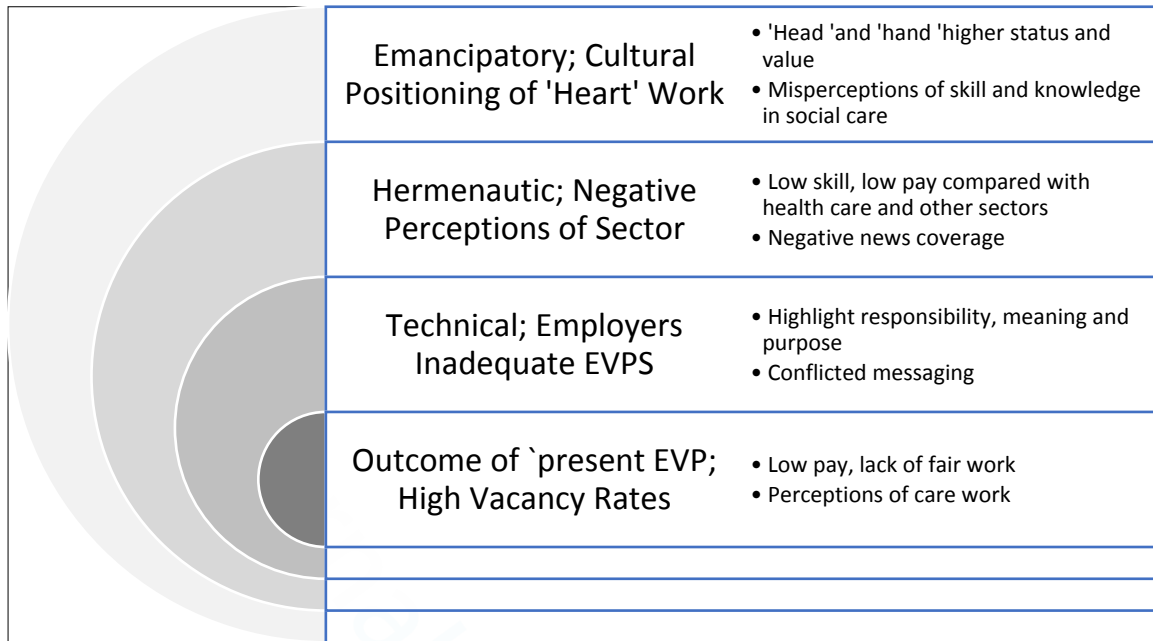 Emancipatory; Cultural
Positioning of 'Heart' Work
• 'Head 'and 'hand 'higher status and
value
• Misperceptions of skill and knowledge
in social care
Hermenautic; Negative
Perceptions of Sector
• Low skill, low pay compared with
health care and other sectors
• Negative news coverage
Technical; Employers
Inadequate EVPS
• Highlight responsibility, meaning and
purpose
• Conflicted messaging
Outcome of `present EVP;
High Vacancy Rates
• Low pay, lack of fair work
• Perceptions of care work